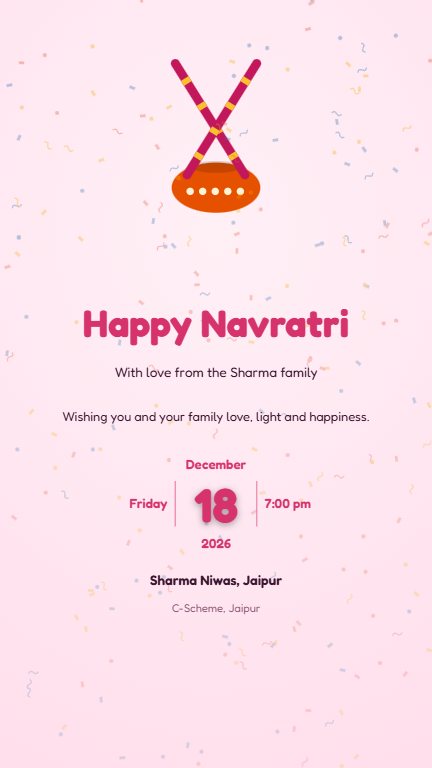 Happy Navratri
With love from the Sharma family
Wishing you and your family love, light and happiness.
December
Friday 18 7:00 pm
2026
Sharma Niwas, Jaipur
C-Scheme, Jaipur